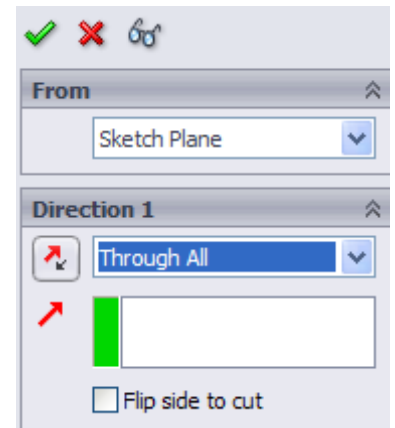 From
Sketch Plane
Direction 1
Through All
Flip side to cut